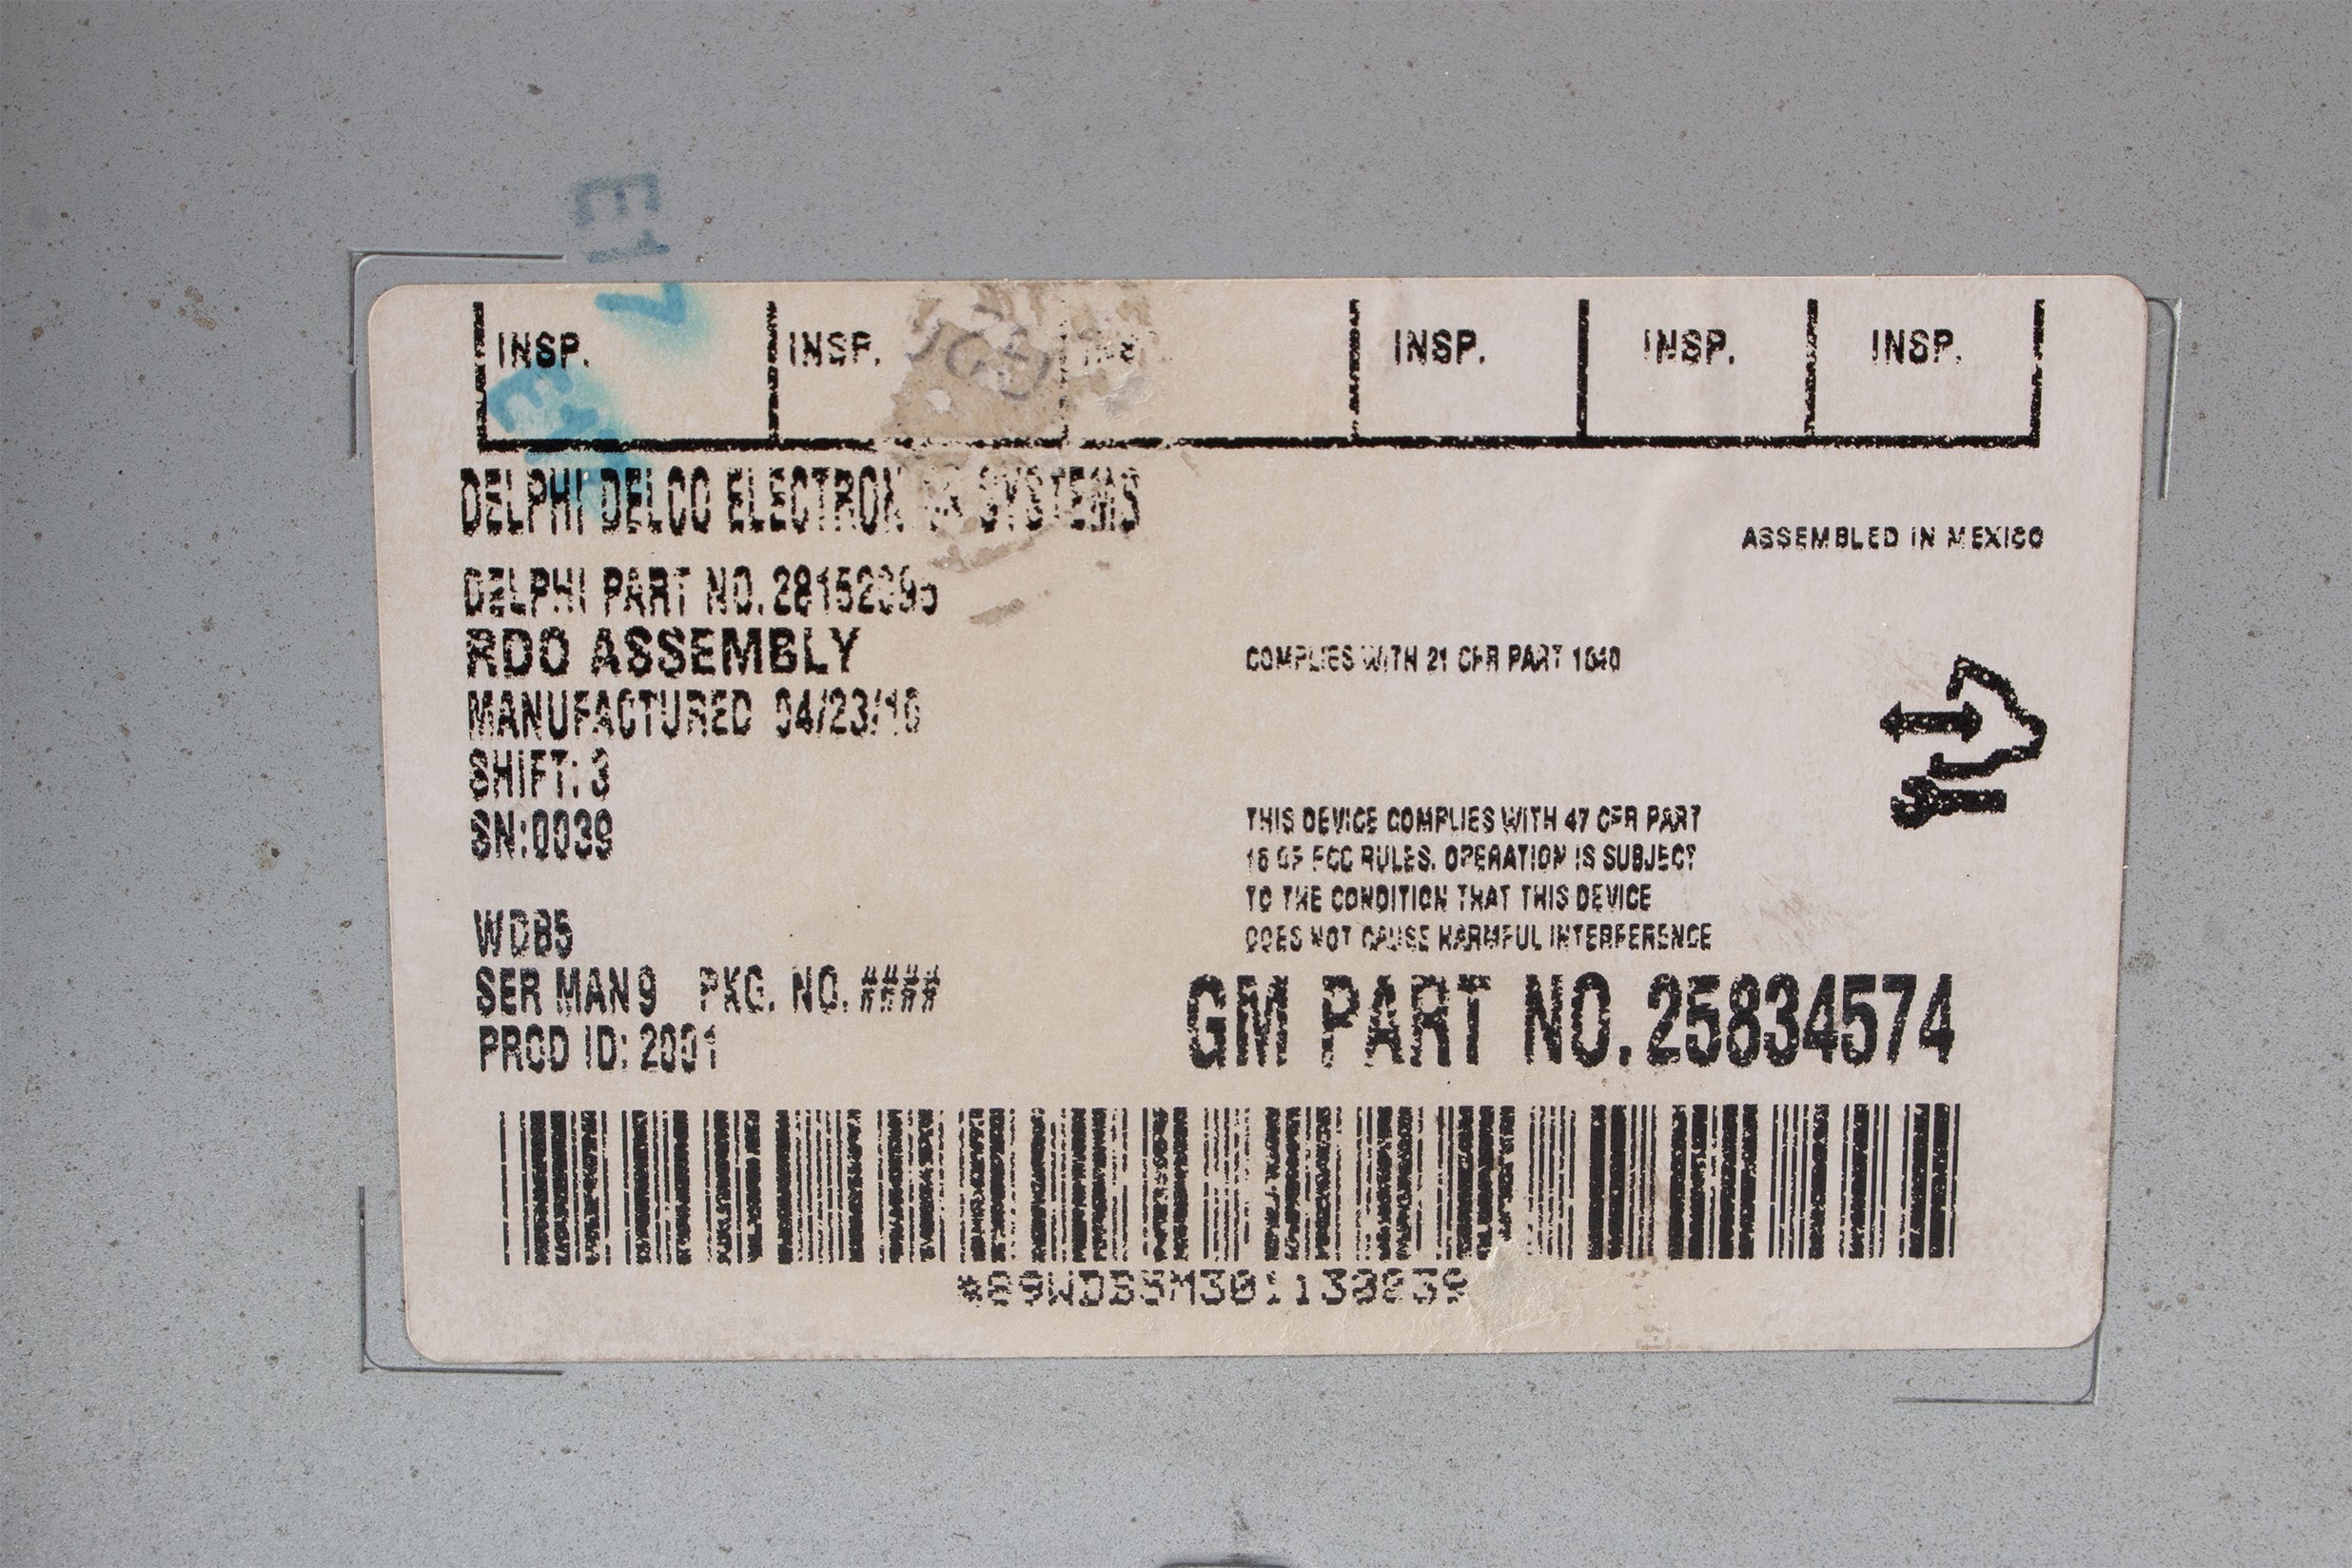 INSP. INSP. INSP. INSP. INSP.
DELPHI DELCO SYSTEMS
ASSEMBLED IN MEXICO
DELPHI PART NO.
RDO ASSEMBLY
COMPLIES WITH 21 CFR PART 1040
MANUFACTURED 04/23/10
SHIFT: 3
SN:0039
THIS DEVICE COMPLIES WITH 47 CFR PART
15 OF FCC RULES. OPERATION IS SUBJECT
TO THE CONDITION THAT THIS DEVICE
DOES NOT CAUSE HARMFUL INTERFERENCE
WDB5
SER MAN 9 PKG. NO. ####
PROD ID: 2001
GM PART NO. 25834574